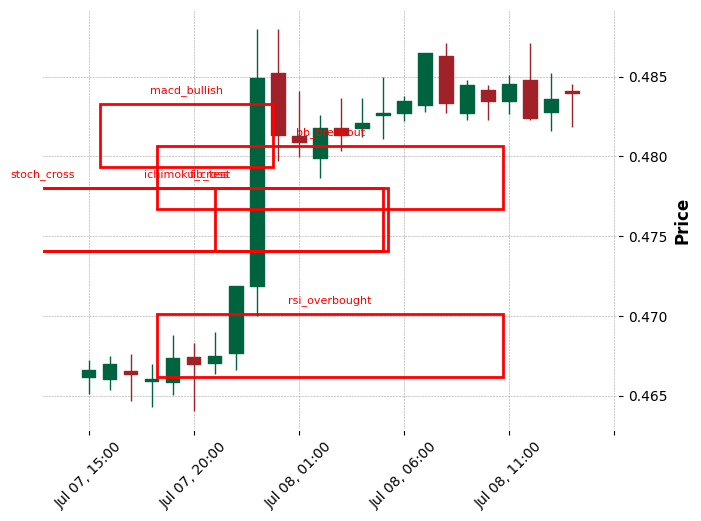 macd_bullish
bb_breakout
stoch_cross
fib_test
rsi_overbought
0.485
0.480
0.475
0.470
0.465
Price
Jul 07, 15:00
Jul 07, 20:00
Jul 08, 01:00
Jul 08, 06:00
Jul 08, 11:00